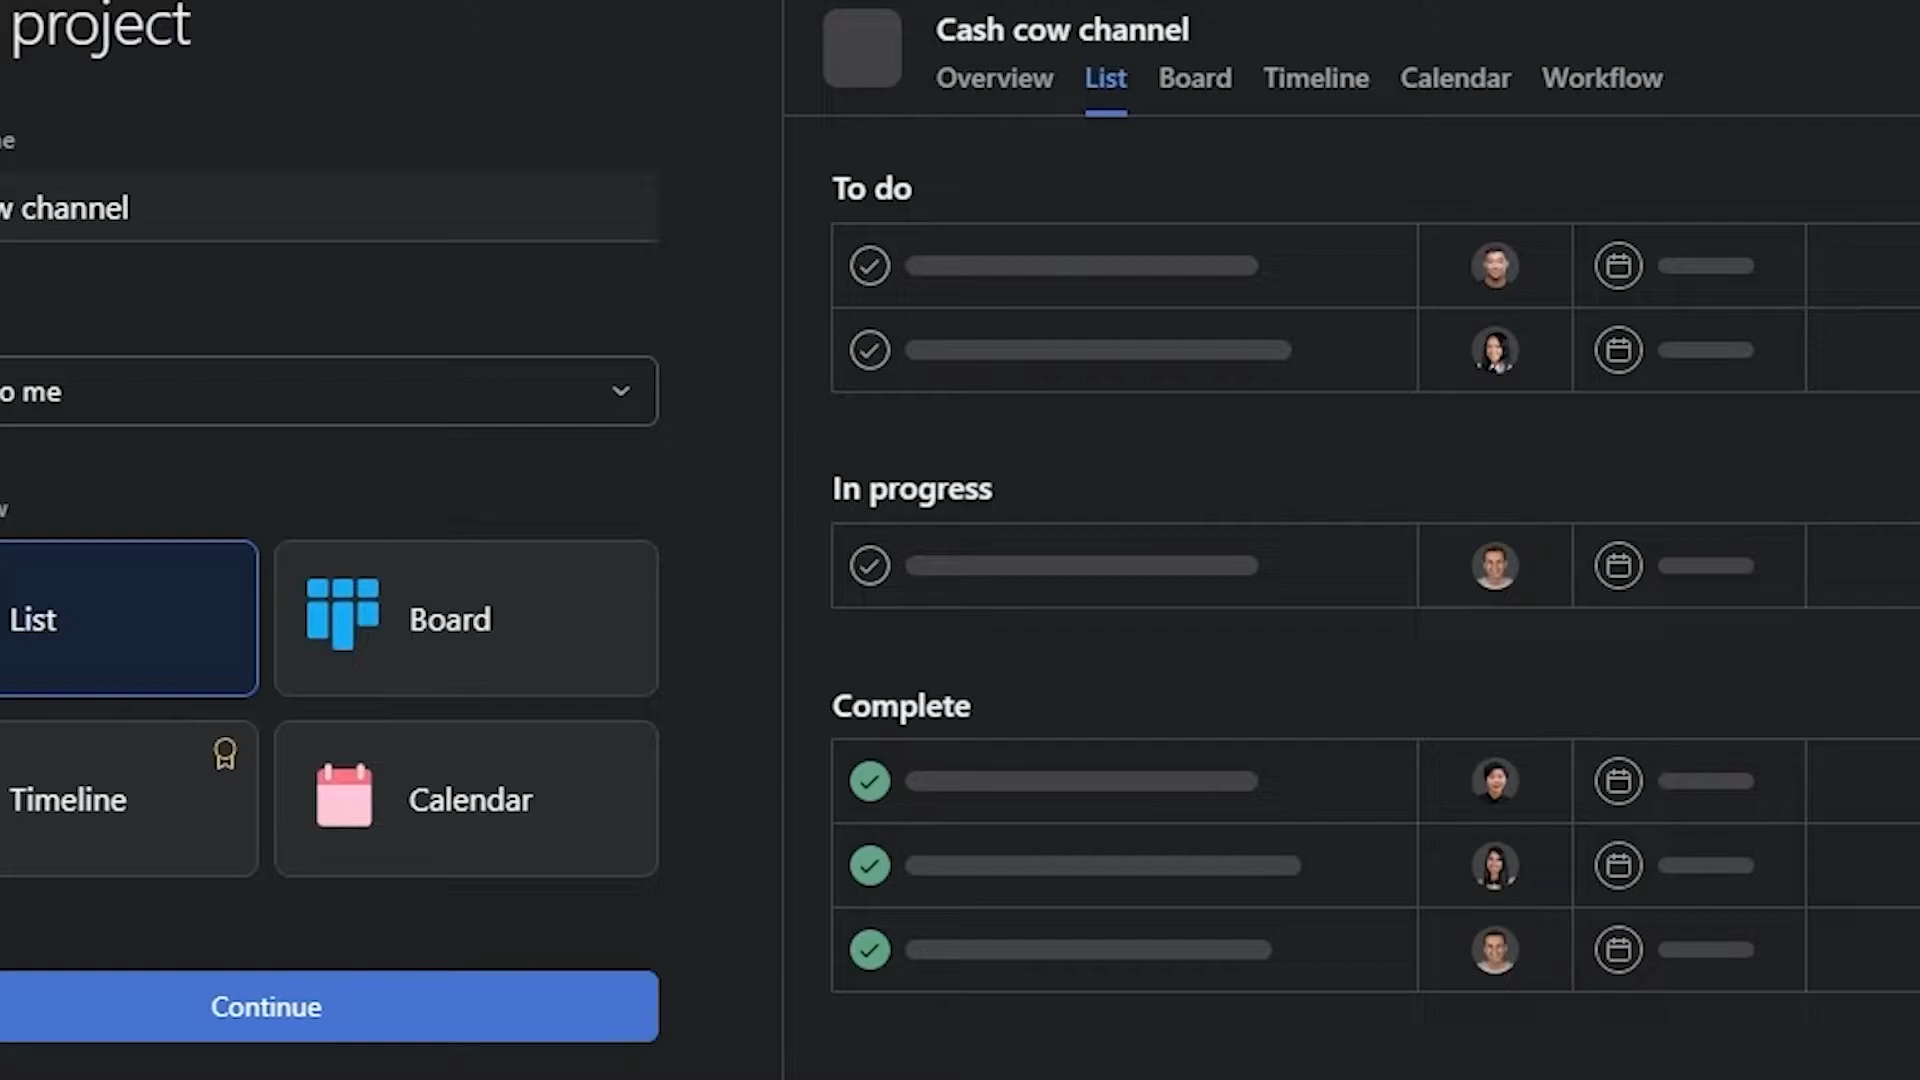 project
e
w channel
o me
w
List
Board
Timeline
Calendar
Continue
Cash cow channel
Overview List Board Timeline Calendar Workflow
To do
In progress
Complete